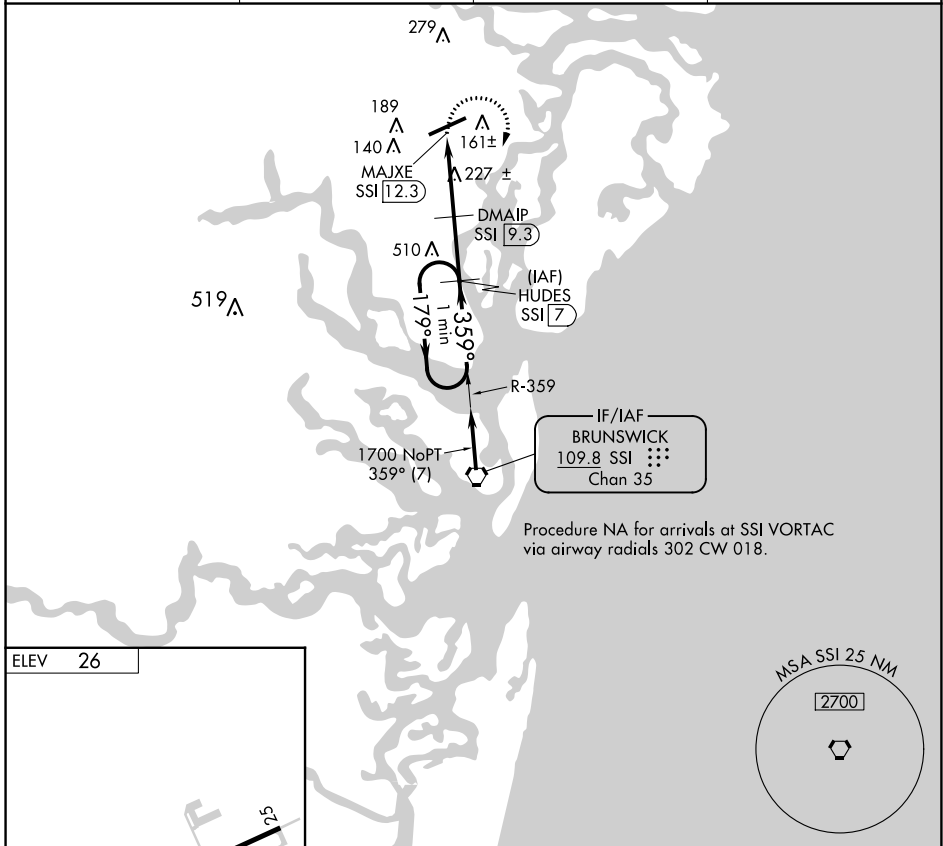 279
189
140
161±
MAJXE
SSI 12.3
227 ±
DMAIP
SSI 9.3
510
(IAF)
HUDES
SSI 7
519
179°
1 min
359°
R-359
IF/IAF
BRUNSWICK
109.8 SSI
Chan 35
1700 NoPT
359° (7)
Procedure NA for arrivals at SSI VORTAC
via airway radials 302 CW 018.
ELEV 26
MSA SSI 25 NM
2700
25